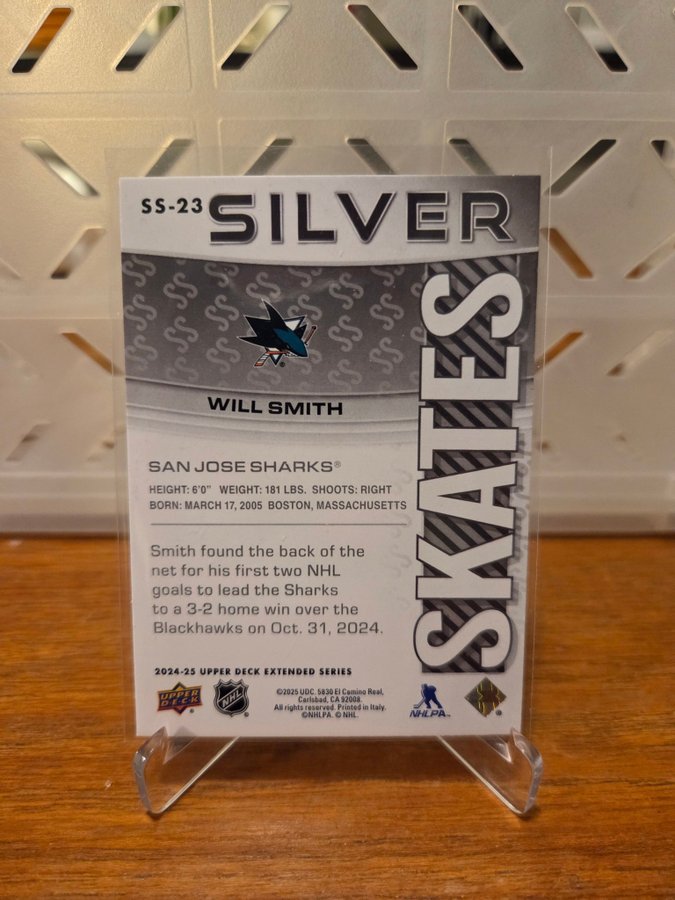 SS-23 SILVER
SKATES
WILL SMITH
SAN JOSE SHARKS®
HEIGHT: 6'0" WEIGHT: 181 LBS. SHOOTS: RIGHT
BORN: MARCH 17, 2005 BOSTON, MASSACHUSETTS
Smith found the back of the
net for his first two NHL
goals to lead the Sharks
to a 3-2 home win over the
Blackhawks on Oct. 31, 2024.
2024-25 UPPER DECK EXTENDED SERIES
UPPER DECK
NHL
©2025 UDC. 5830 El Camino Real,
Carlsbad, CA 92008.
All rights reserved. Printed in Italy.
©NHLPA. © NHL.
NHLPA